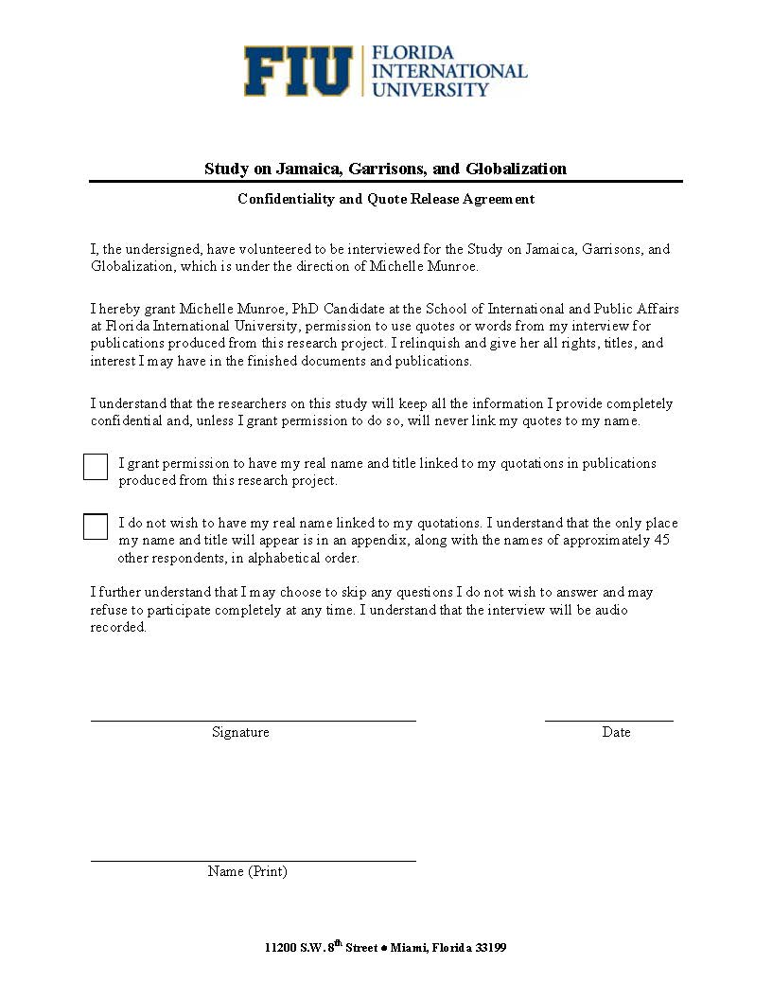 FIU
FLORIDA
INTERNATIONAL
UNIVERSITY
Study on Jamaica, Garrisons, and Globalization
Confidentiality and Quote Release Agreement
I, the undersigned, have volunteered to be interviewed for the Study on Jamaica, Garrisons, and
Globalization, which is under the direction of Michelle Munroe.
I hereby grant Michelle Munroe, PhD Candidate at the School of International and Public Affairs
at Florida International University, permission to use quotes or words from my interview for
publications produced from this research project. I relinquish and give her all rights, titles, and
interest I may have in the finished documents and publications.
I understand that the researchers on this study will keep all the information I provide completely
confidential and, unless I grant permission to do so, will never link my quotes to my name.
I grant permission to have my real name and title linked to my quotations in publications
produced from this research project.
I do not wish to have my real name linked to my quotations. I understand that the only place
my name and title will appear is in an appendix, along with the names of approximately 45
other respondents, in alphabetical order.
I further understand that I may choose to skip any questions I do not wish to answer and may
refuse to participate completely at any time. I understand that the interview will be audio
recorded.
Signature Date
Name (Print)
11200 S.W. 8th Street ● Miami, Florida 33199